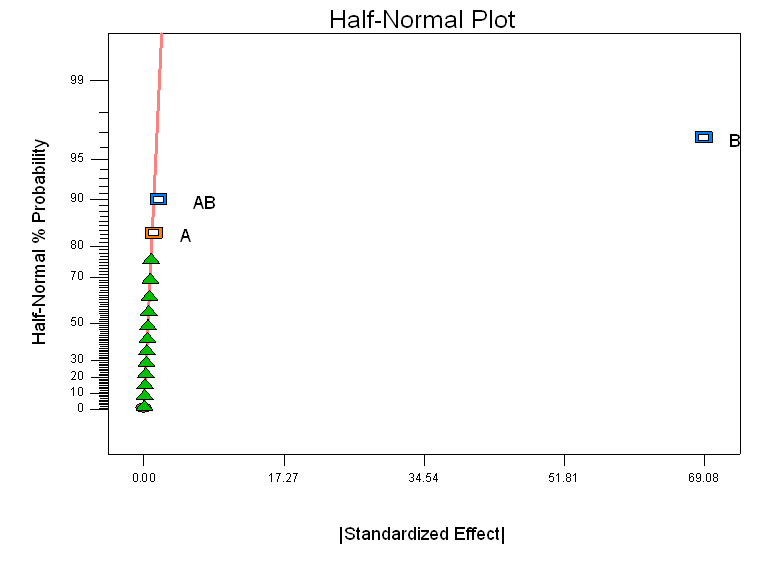 Half-Normal Plot
Half-Normal % Probability
99
95
90
80
70
50
30
20
10
0
B
AB
A
0.00 17.27 34.54 51.81 69.08
|Standardized Effect|